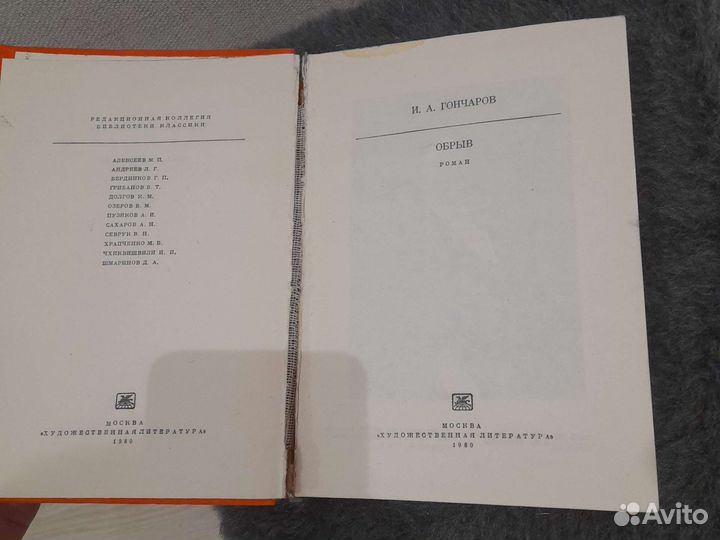 РЕДАКЦИОННАЯ КОЛЛЕГИЯ
БИБЛИОТЕКИ КЛАССИКИ
АЛЕКСЕЕВ М. П.
АНДРЕЕВ Л. Г.
БЕРДНИКОВ Г. П.
ГРИБАНОВ Б. Т.
ДОЛГОВ К. М.
ОЗЕРОВ В. М.
ПУЗИКОВ А. И.
САХАРОВ А. Н.
СЕВРУК В. Н.
ХРАПЧЕНКО М. Б.
ЧХИКВИШВИЛИ И. И.
ШМАРИНОВ Д. А.
МОСКВА
«ХУДОЖЕСТВЕННАЯ ЛИТЕРАТУРА»
1980
И. А. ГОНЧАРОВ
ОБРЫВ
РОМАН
МОСКВА
«ХУДОЖЕСТВЕННАЯ ЛИТЕРАТУРА»
1980
Avito